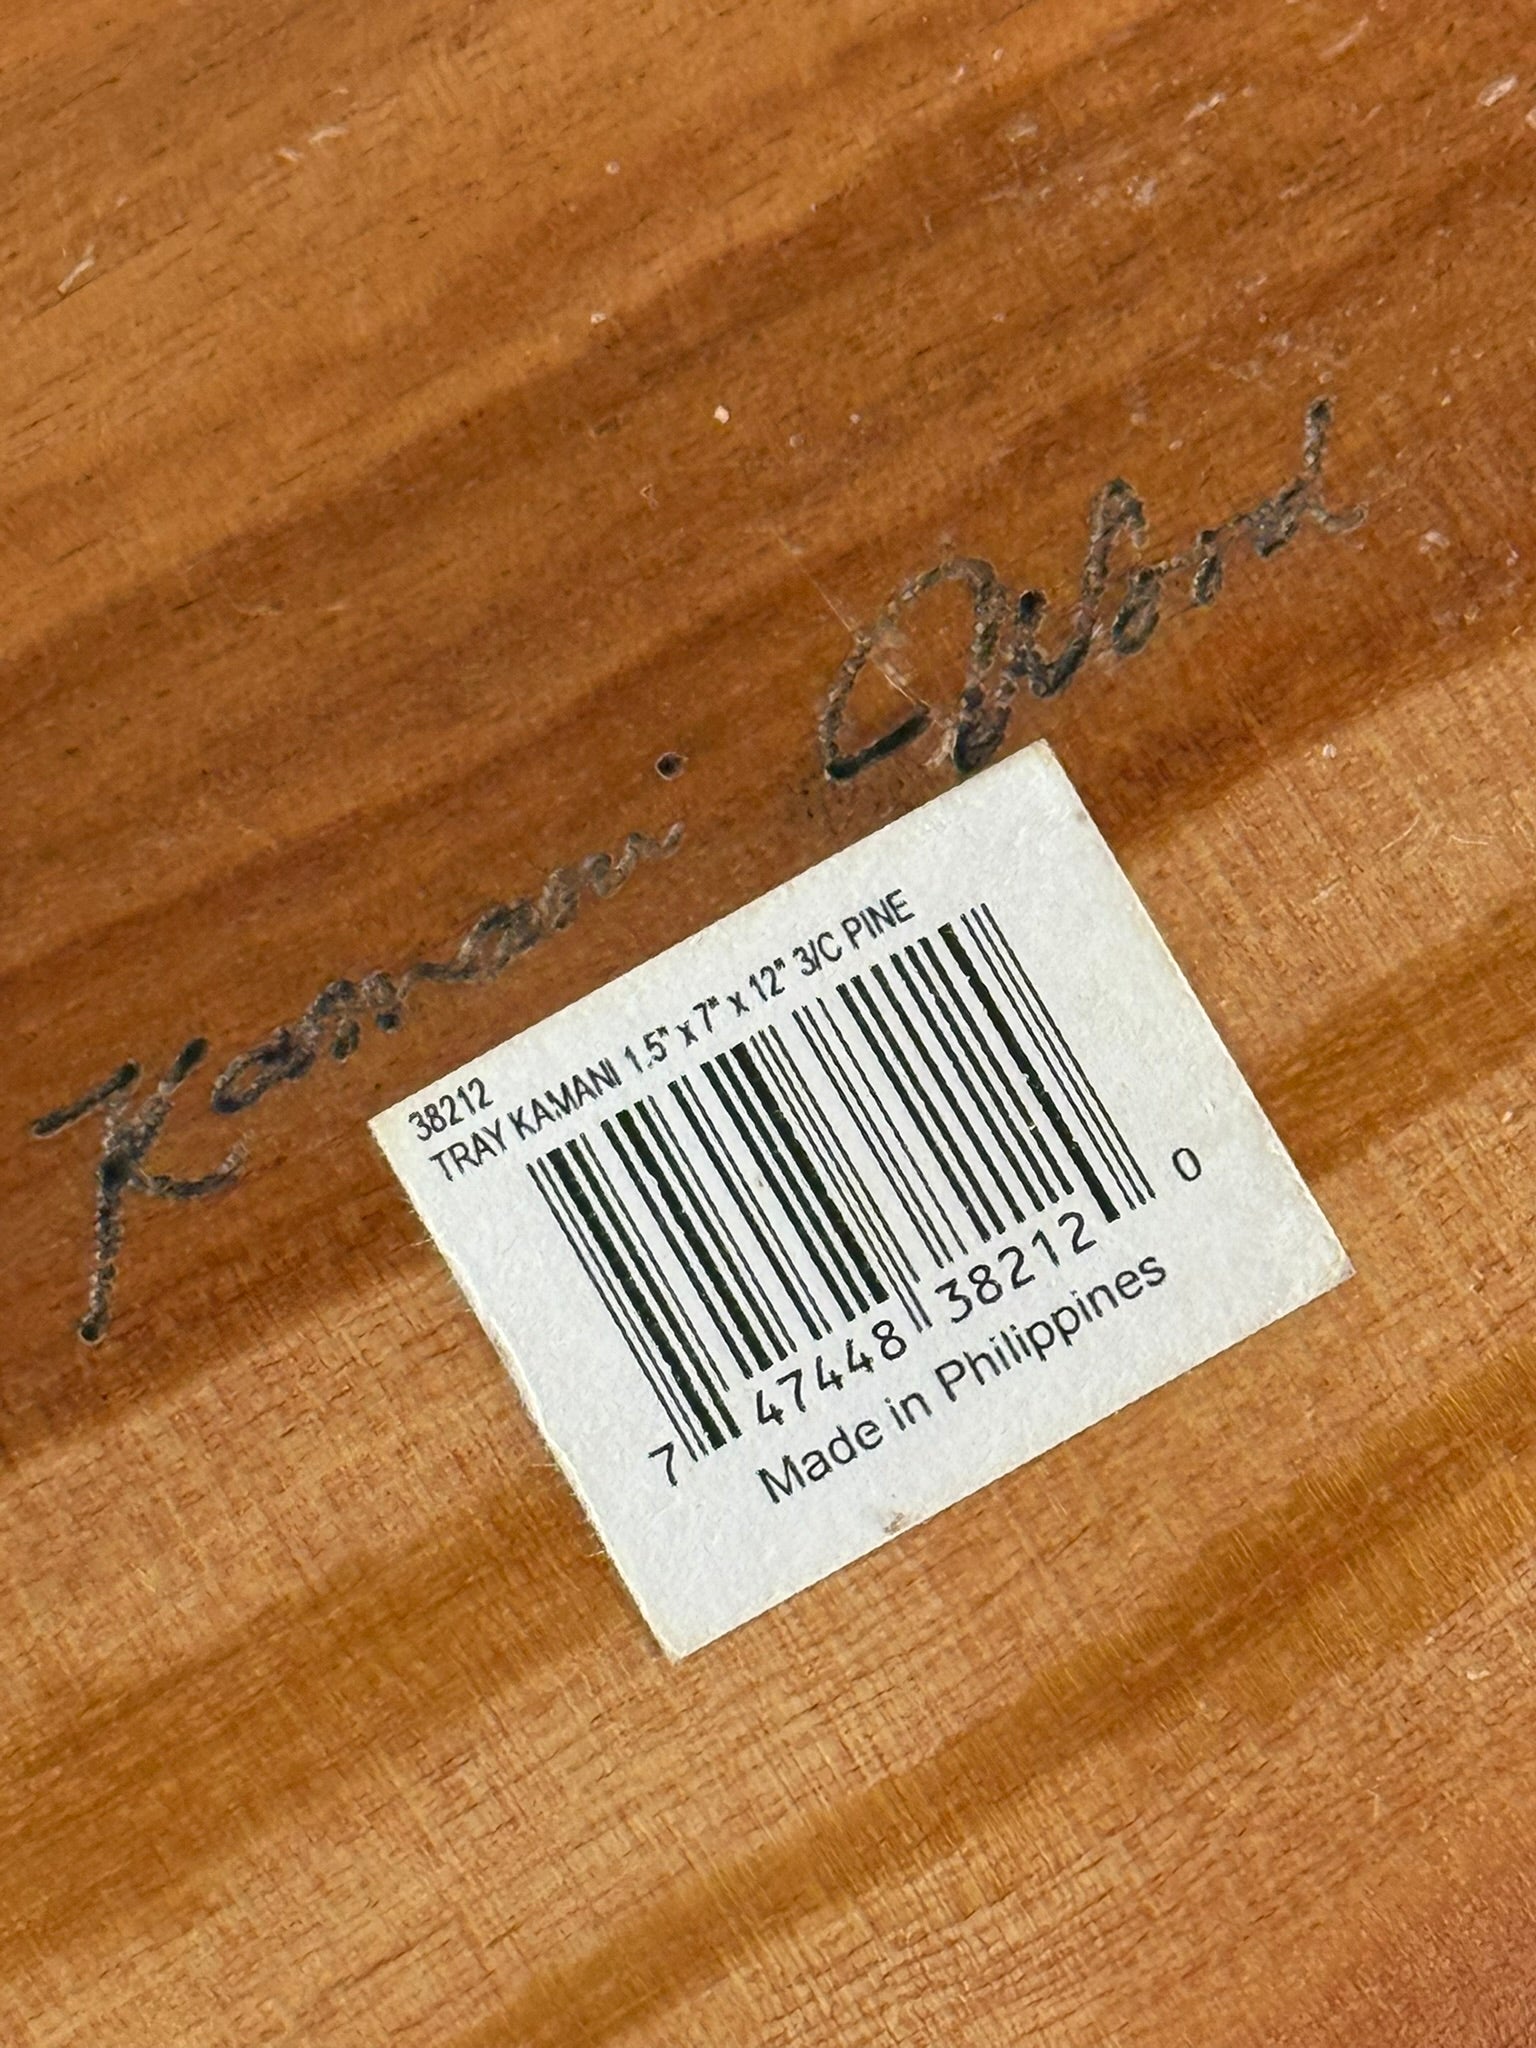 Kamani Wood
38212
TRAY KAMANI 1.5" x 7" x 12" 3/C PINE
7 47448 38212 0
Made in Philippines